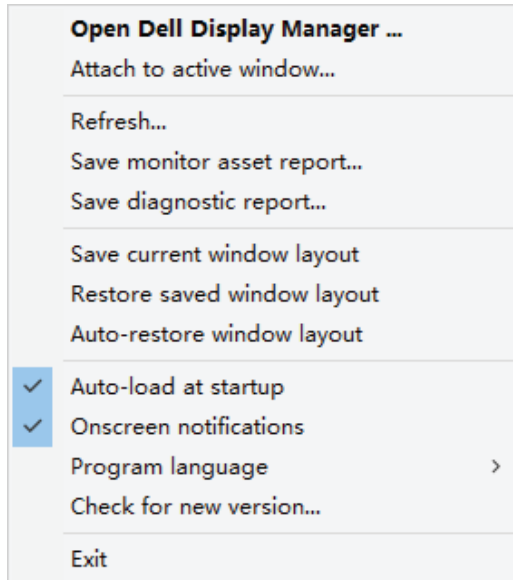 Open Dell Display Manager ...
Attach to active window...
Refresh...
Save monitor asset report...
Save diagnostic report...
Save current window layout
Restore saved window layout
Auto-restore window layout
Auto-load at startup
Onscreen notifications
Program language
Check for new version...
Exit